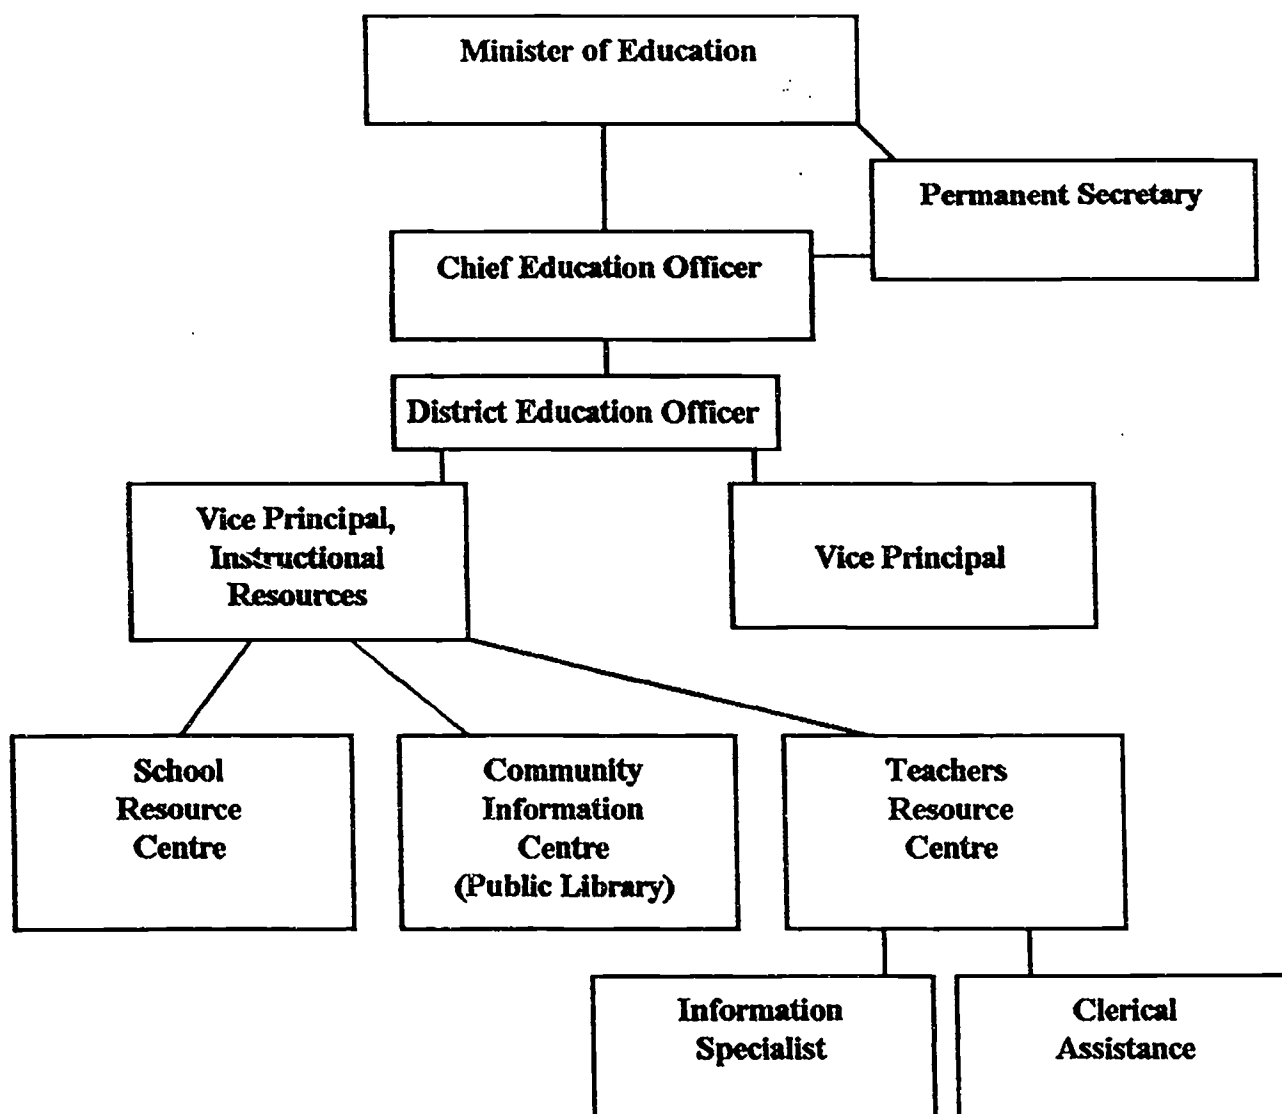 Minister of Education
Permanent Secretary
Chief Education Officer
District Education Officer
Vice Principal,
Instructional
Resources
Vice Principal
School
Resource
Centre
Community
Information
Centre
(Public Library)
Teachers
Resource
Centre
Information
Specialist
Clerical
Assistance